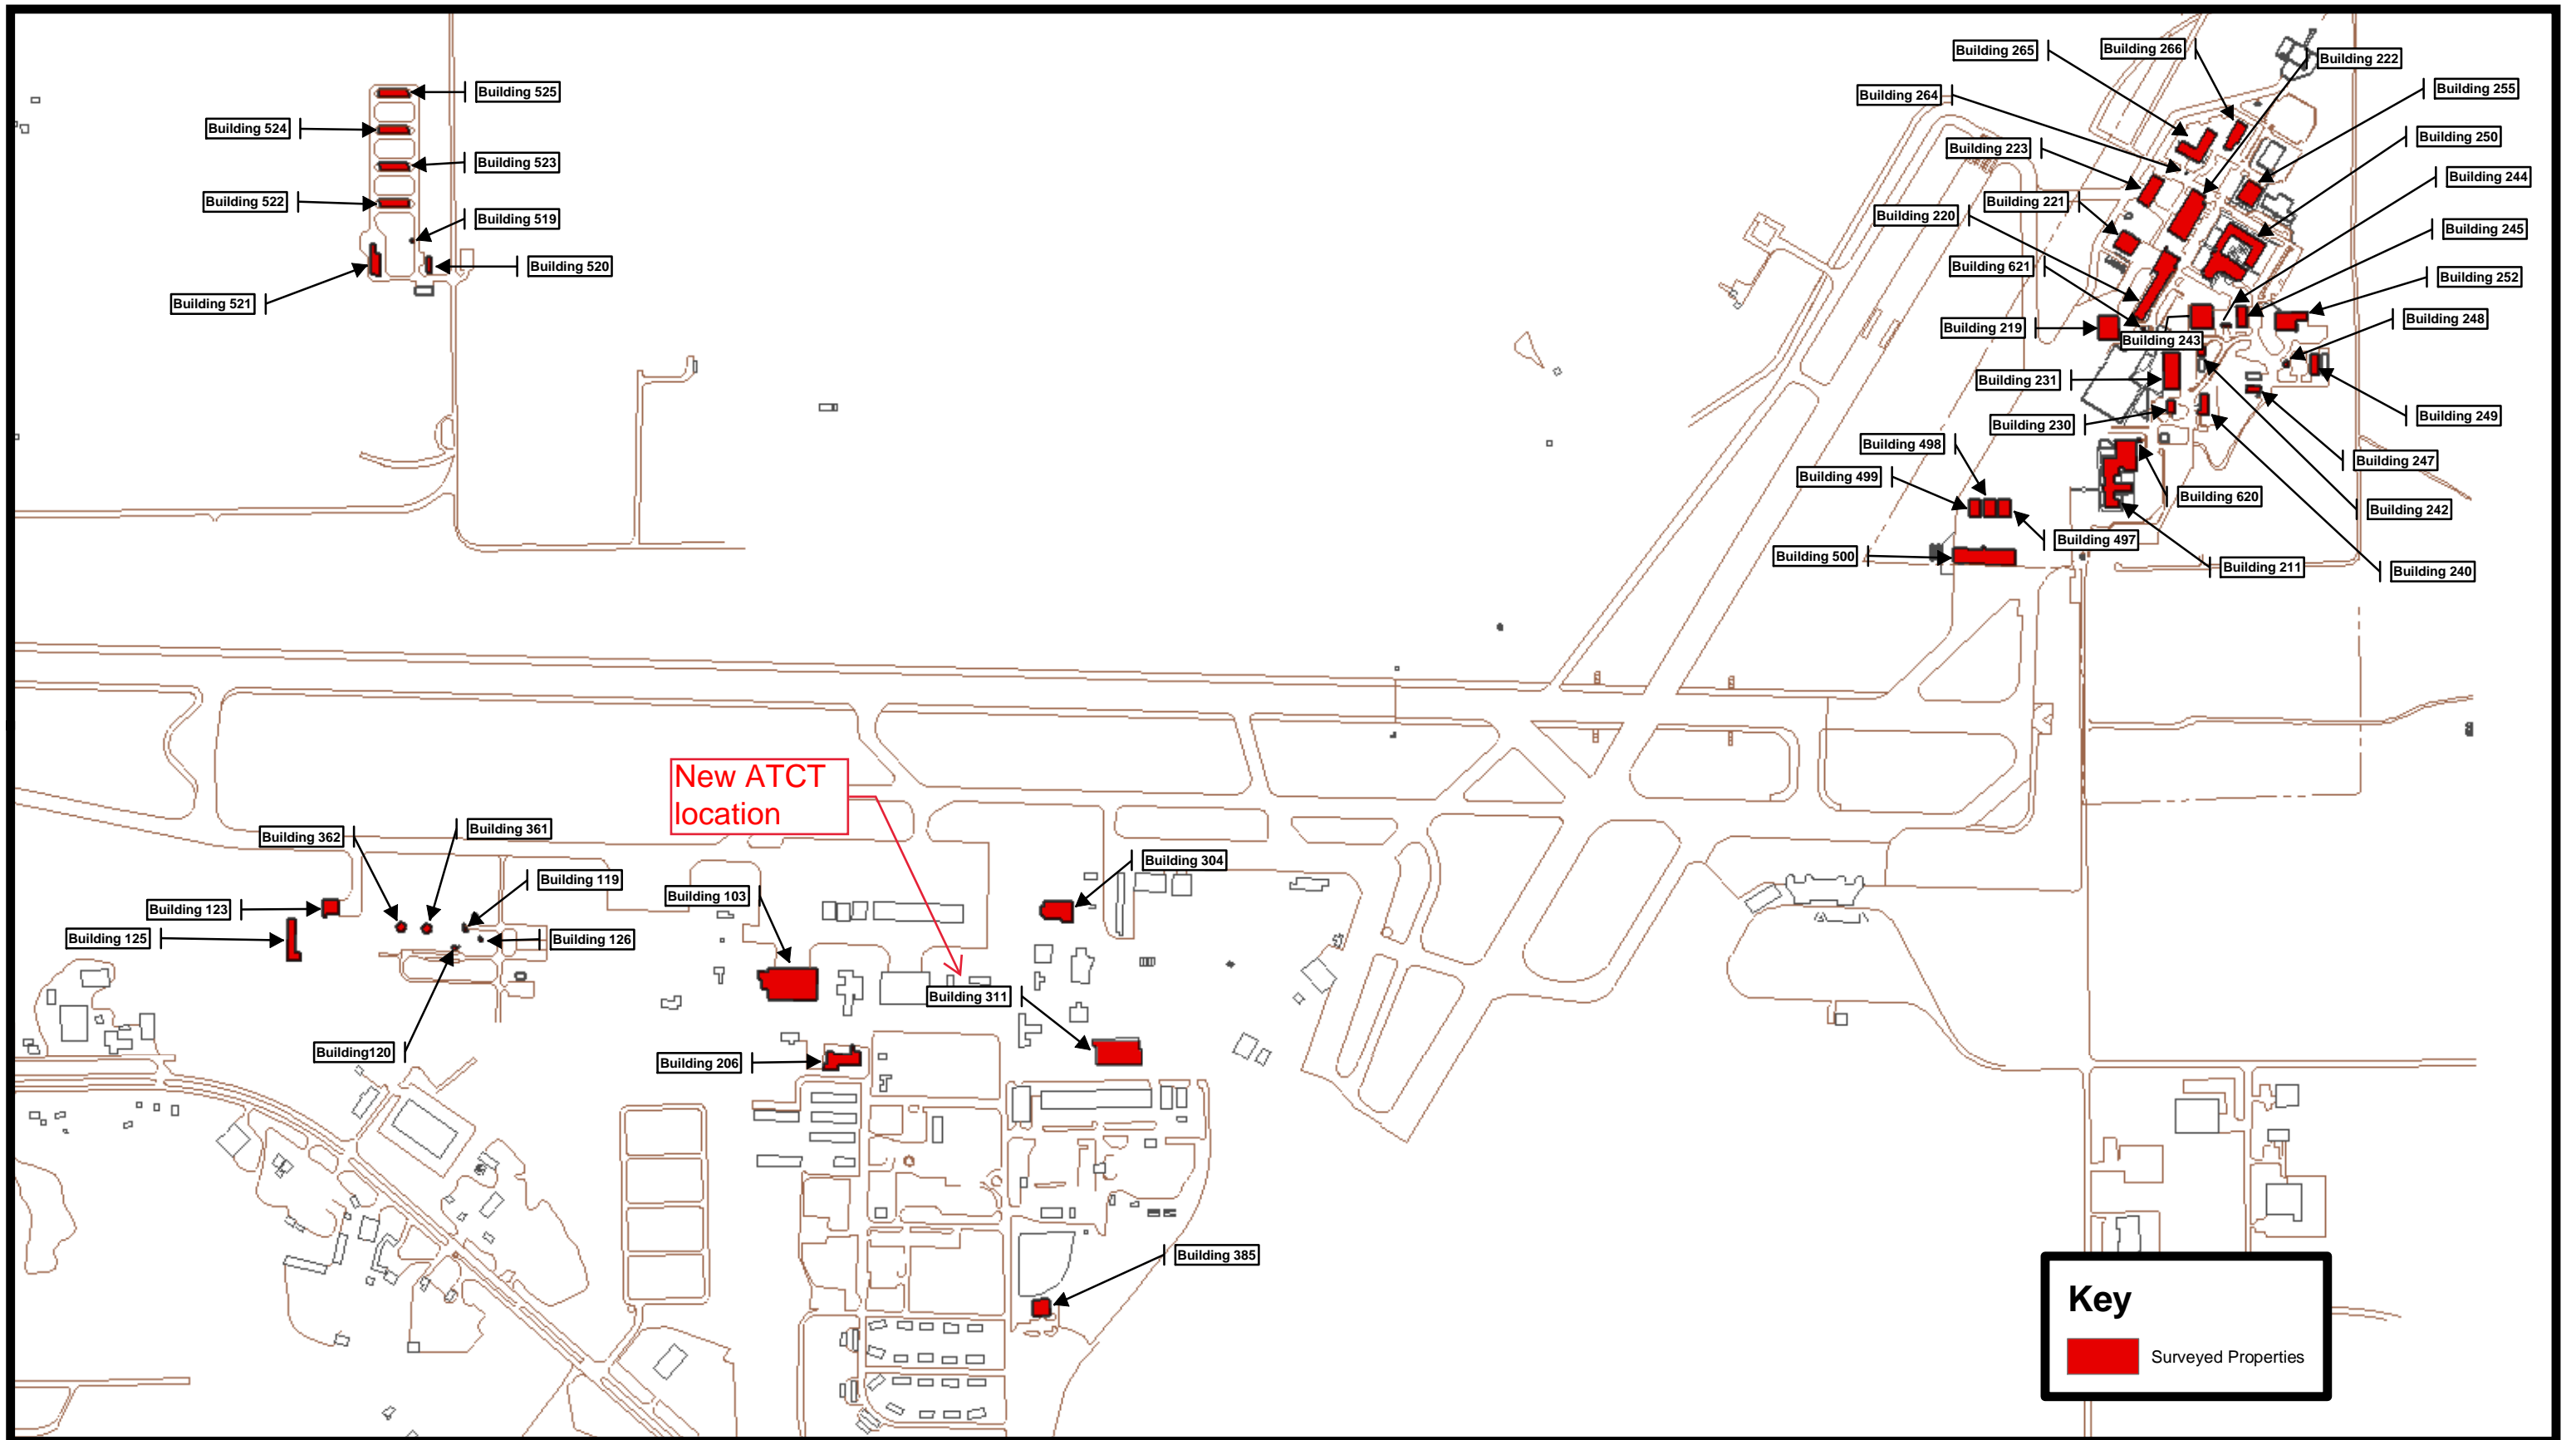 Building 265
Building 266
Building 222
Building 525
Building 255
Building 264
Building 524
Building 250
Building 223
Building 523
Building 244
Building 522
Building 221
Building 220
Building 519
Building 245
Building 520
Building 621
Building 252
Building 521
Building 219
Building 248
Building 243
Building 231
Building 249
Building 230
Building 498
Building 247
Building 499
Building 620
Building 242
Building 497
Building 500
Building 211
Building 240
New ATCT
location
Building 362
Building 361
Building 304
Building 119
Building 103
Building 123
Building 125
Building 126
Building 311
Building120
Building 206
Building 385
Key
Surveyed Properties